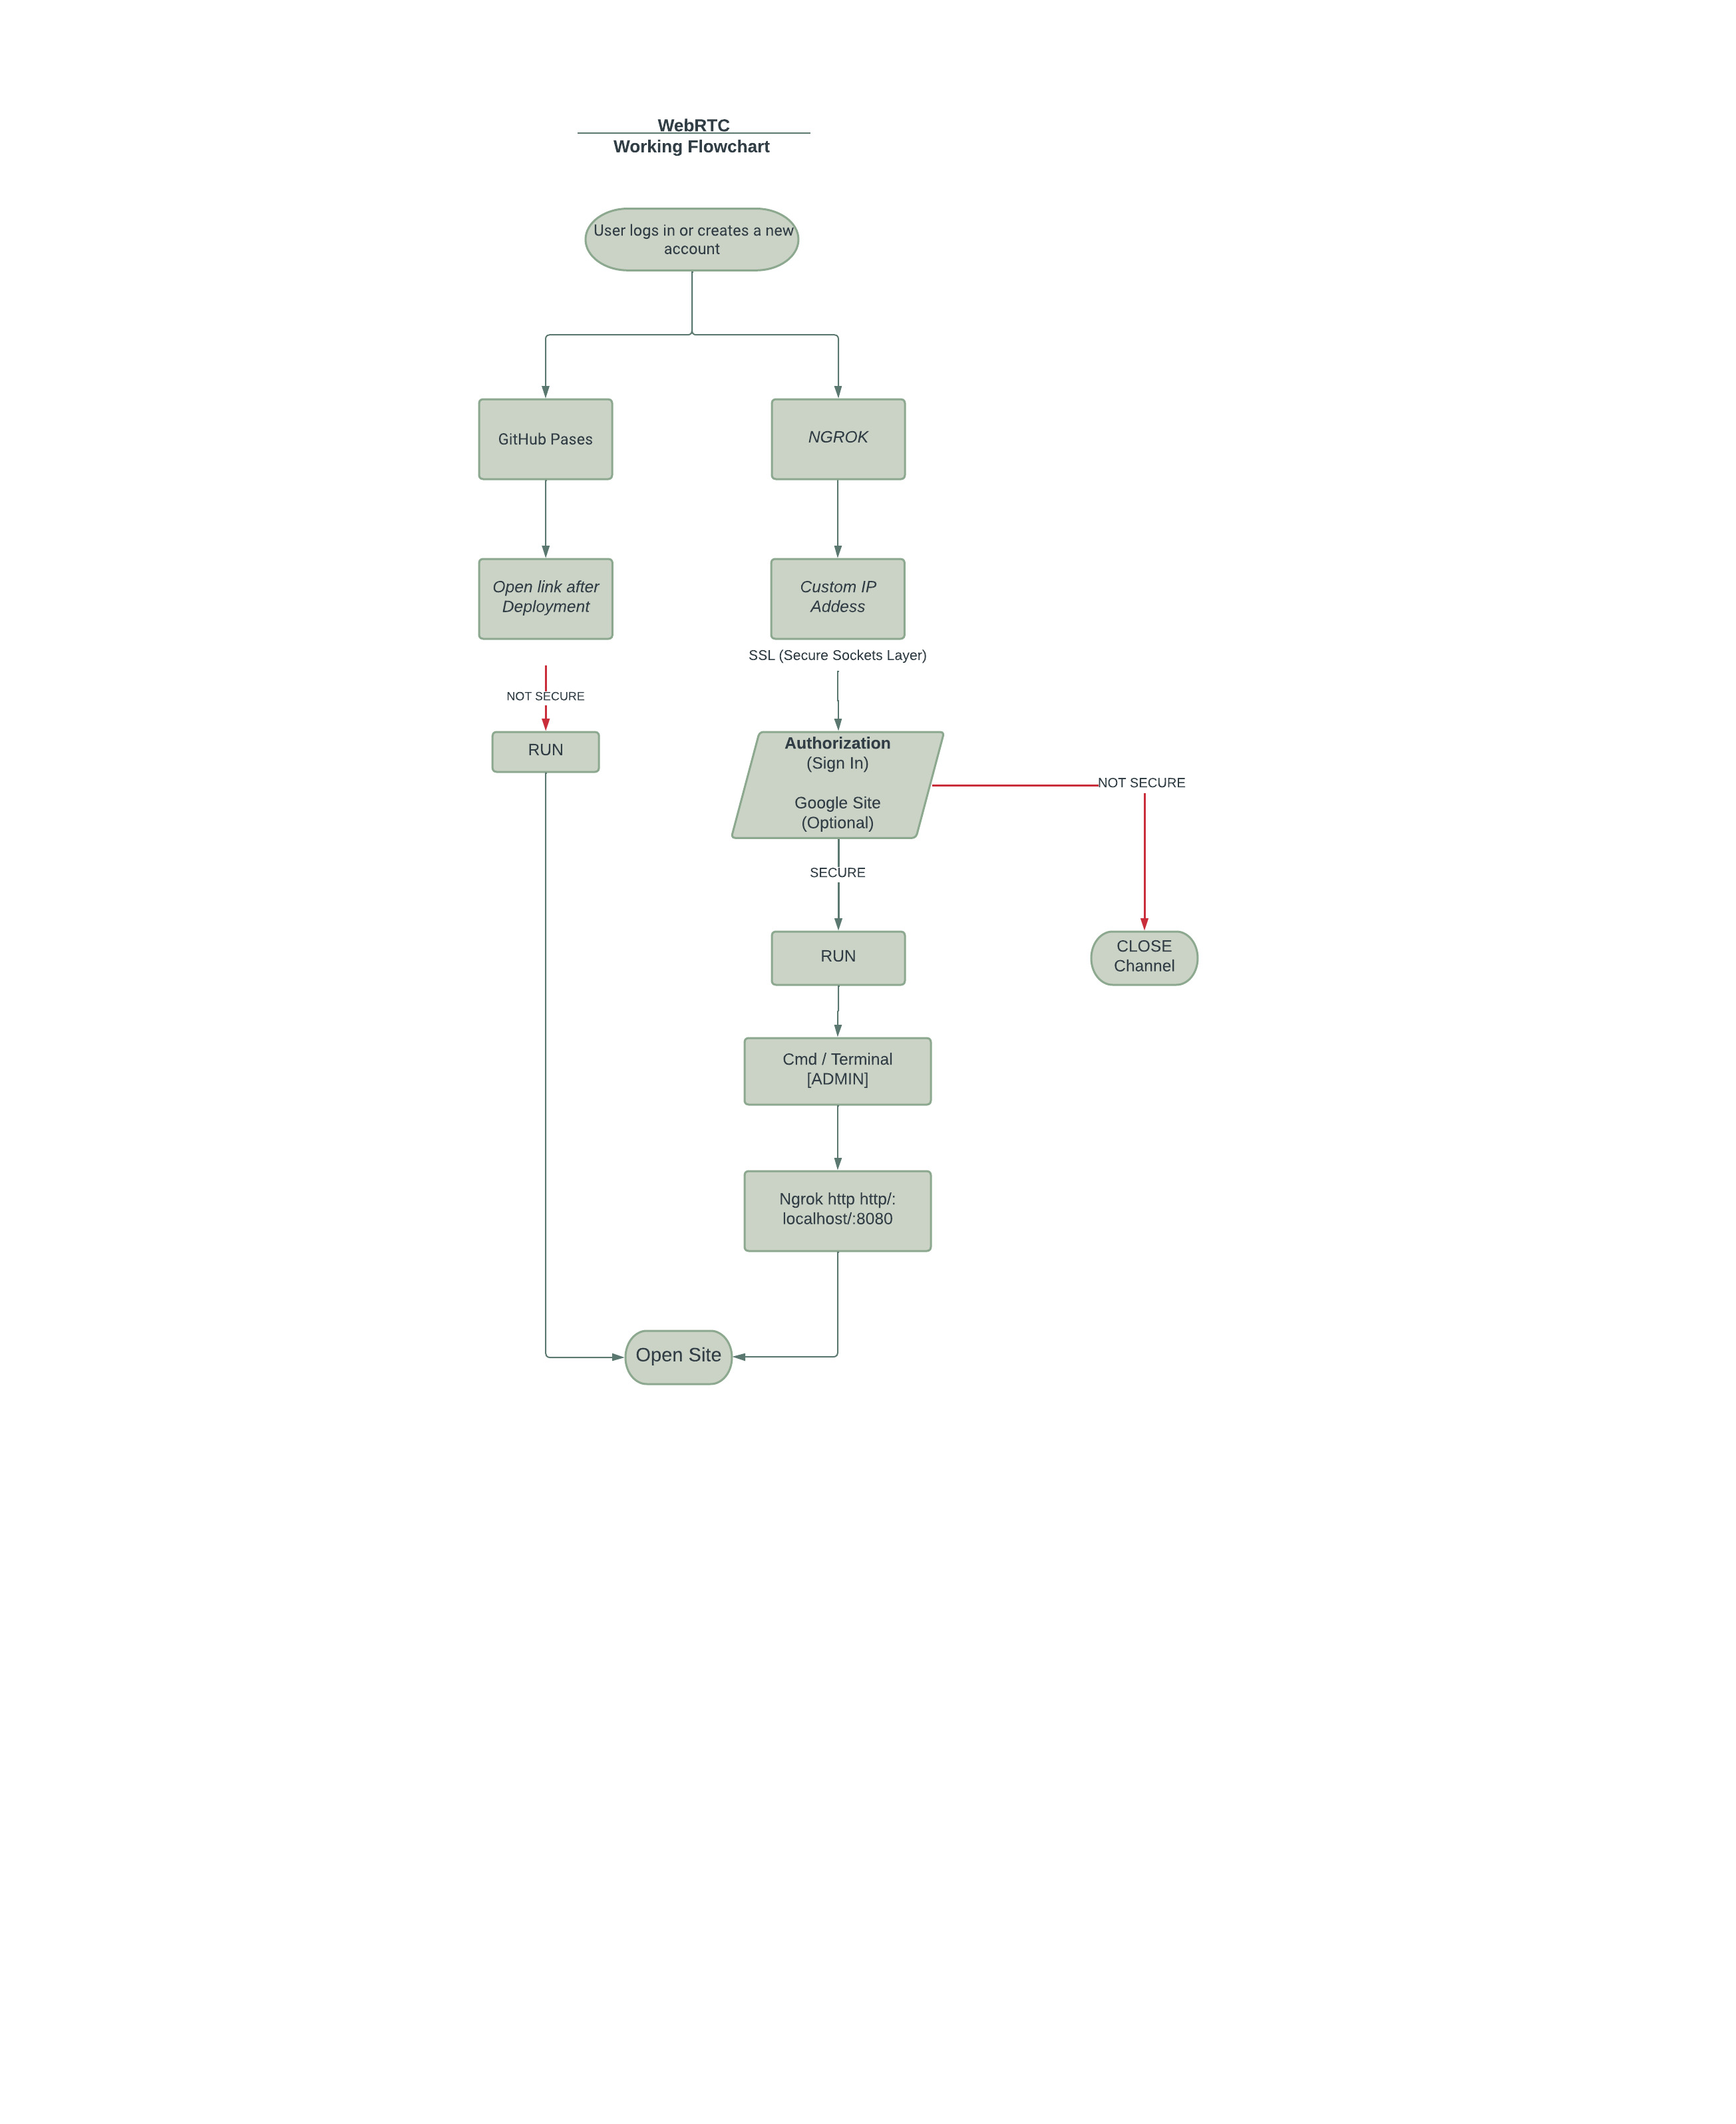 WebRTC
Working Flowchart
User logs in or creates a new
account
GitHub Pases
NGROK
Open link after
Deployment
Custom IP
Addess
SSL (Secure Sockets Layer)
NOT SECURE
RUN
Authorization
(Sign In)
Google Site
(Optional)
NOT SECURE
SECURE
RUN
CLOSE
Channel
Cmd / Terminal
[ADMIN]
Ngrok http http/:
localhost/:8080
Open Site